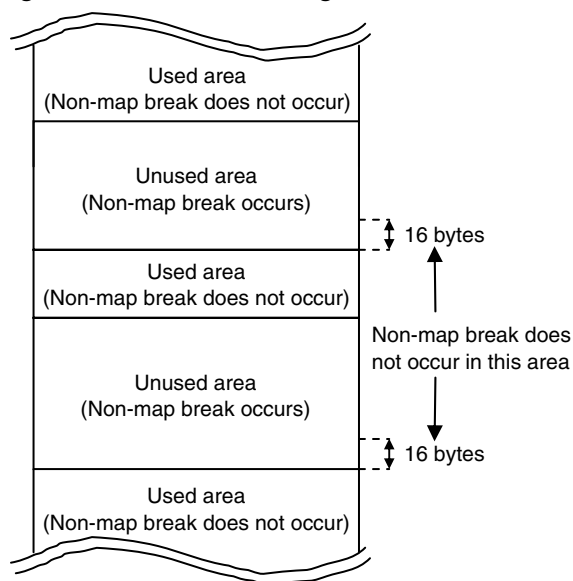 Used area
(Non-map break does not occur)
Unused area
(Non-map break occurs)
16 bytes
Used area
(Non-map break does not occur)
Non-map break does
not occur in this area
Unused area
(Non-map break occurs)
16 bytes
Used area
(Non-map break does not occur)